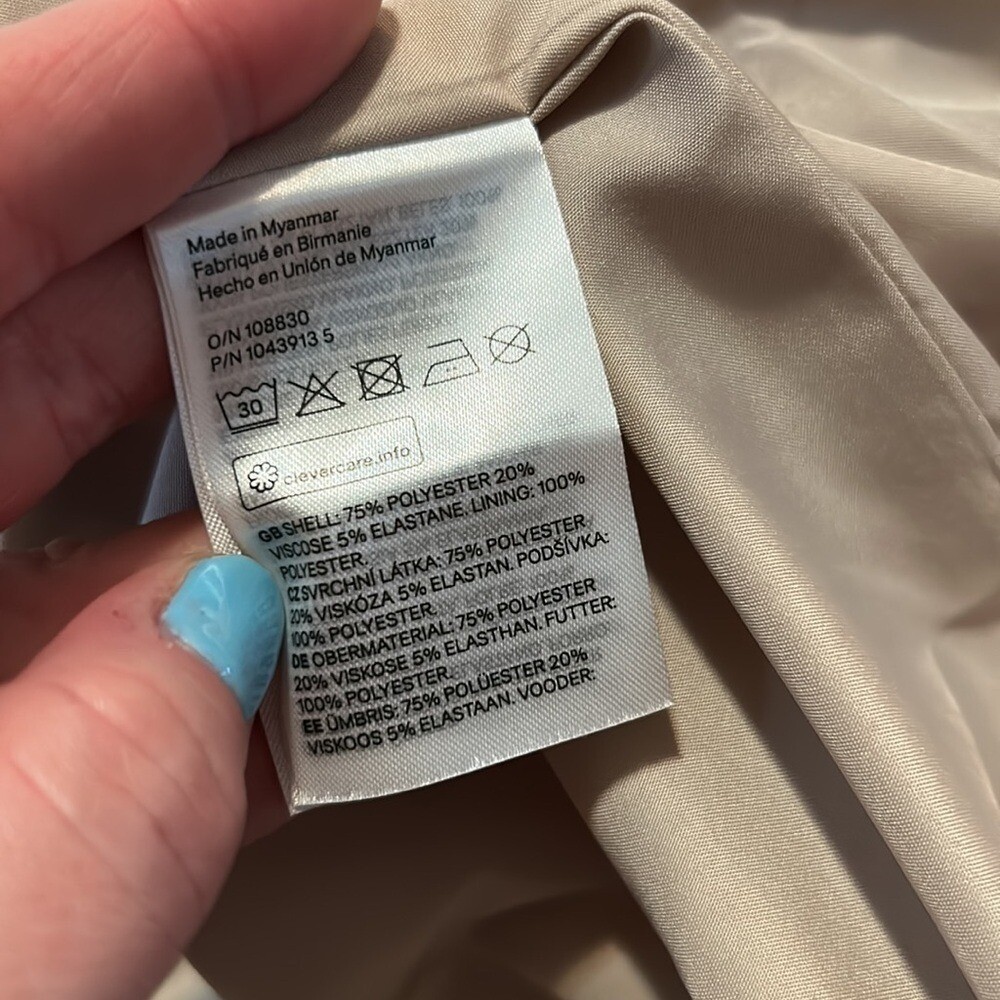 Made in Myanmar
Fabriqué en Birmanie
Hecho en Unión de Myanmar
O/N 108830
P/N 1043913 5
30
clevercare.info
GB SHELL: 75% POLYESTER 20%
VISCOSE 5% ELASTANE. LINING: 100%
POLYESTER.
CZ SVRCHNÍ LÁTKA: 75% POLYESTER
20% VISKÓZA 5% ELASTAN. PODŠÍVKA:
100% POLYESTER.
DE OBERMATERIAL: 75% POLYESTER
20% VISKOSE 5% ELASTHAN. FUTTER:
100% POLYESTER.
EE ÜMBRIS: 75% POLÜESTER 20%
VISKOOS 5% ELASTAAN. VOODER: